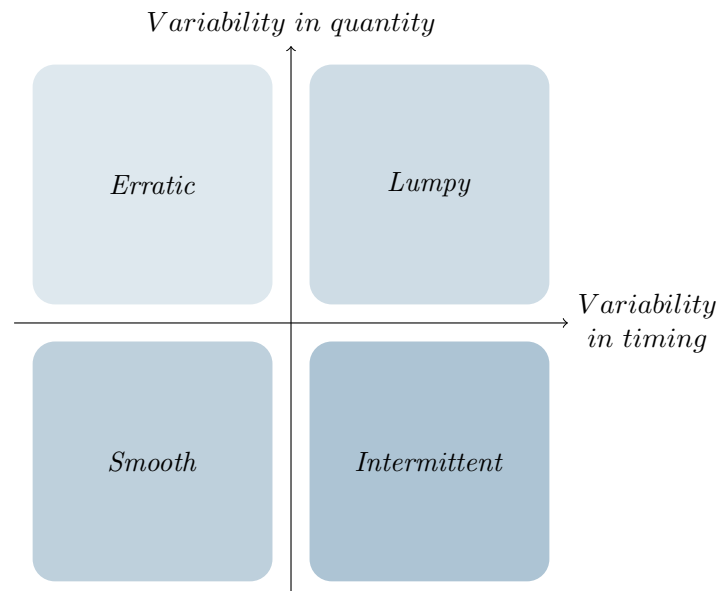 Variability in quantity
Erratic
Lumpy
Variability
in timing
Smooth
Intermittent